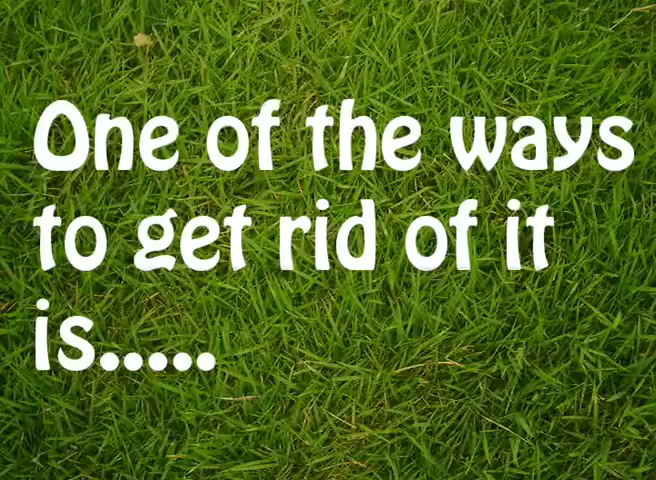 One of the ways
to get rid of it
is.....